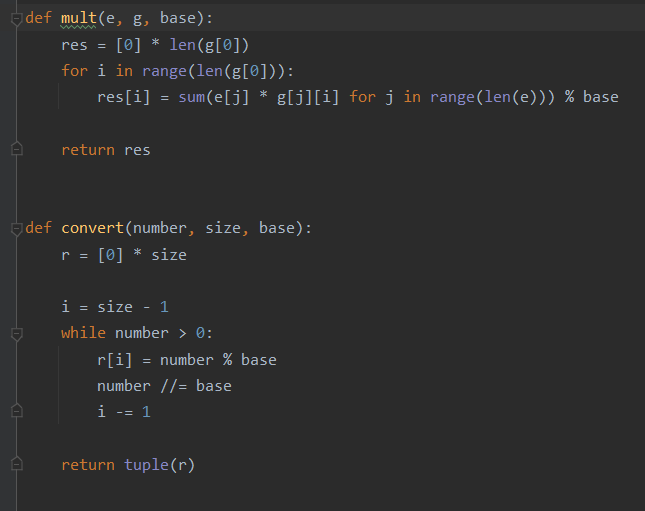 def mult(e, g, base):
    res = [0] * len(g[0])
    for i in range(len(g[0])):
        res[i] = sum(e[j] * g[j][i] for j in range(len(e))) % base
    return res
def convert(number, size, base):
    r = [0] * size
    i = size - 1
    while number > 0:
        r[i] = number % base
        number //= base
        i -= 1
    return tuple(r)